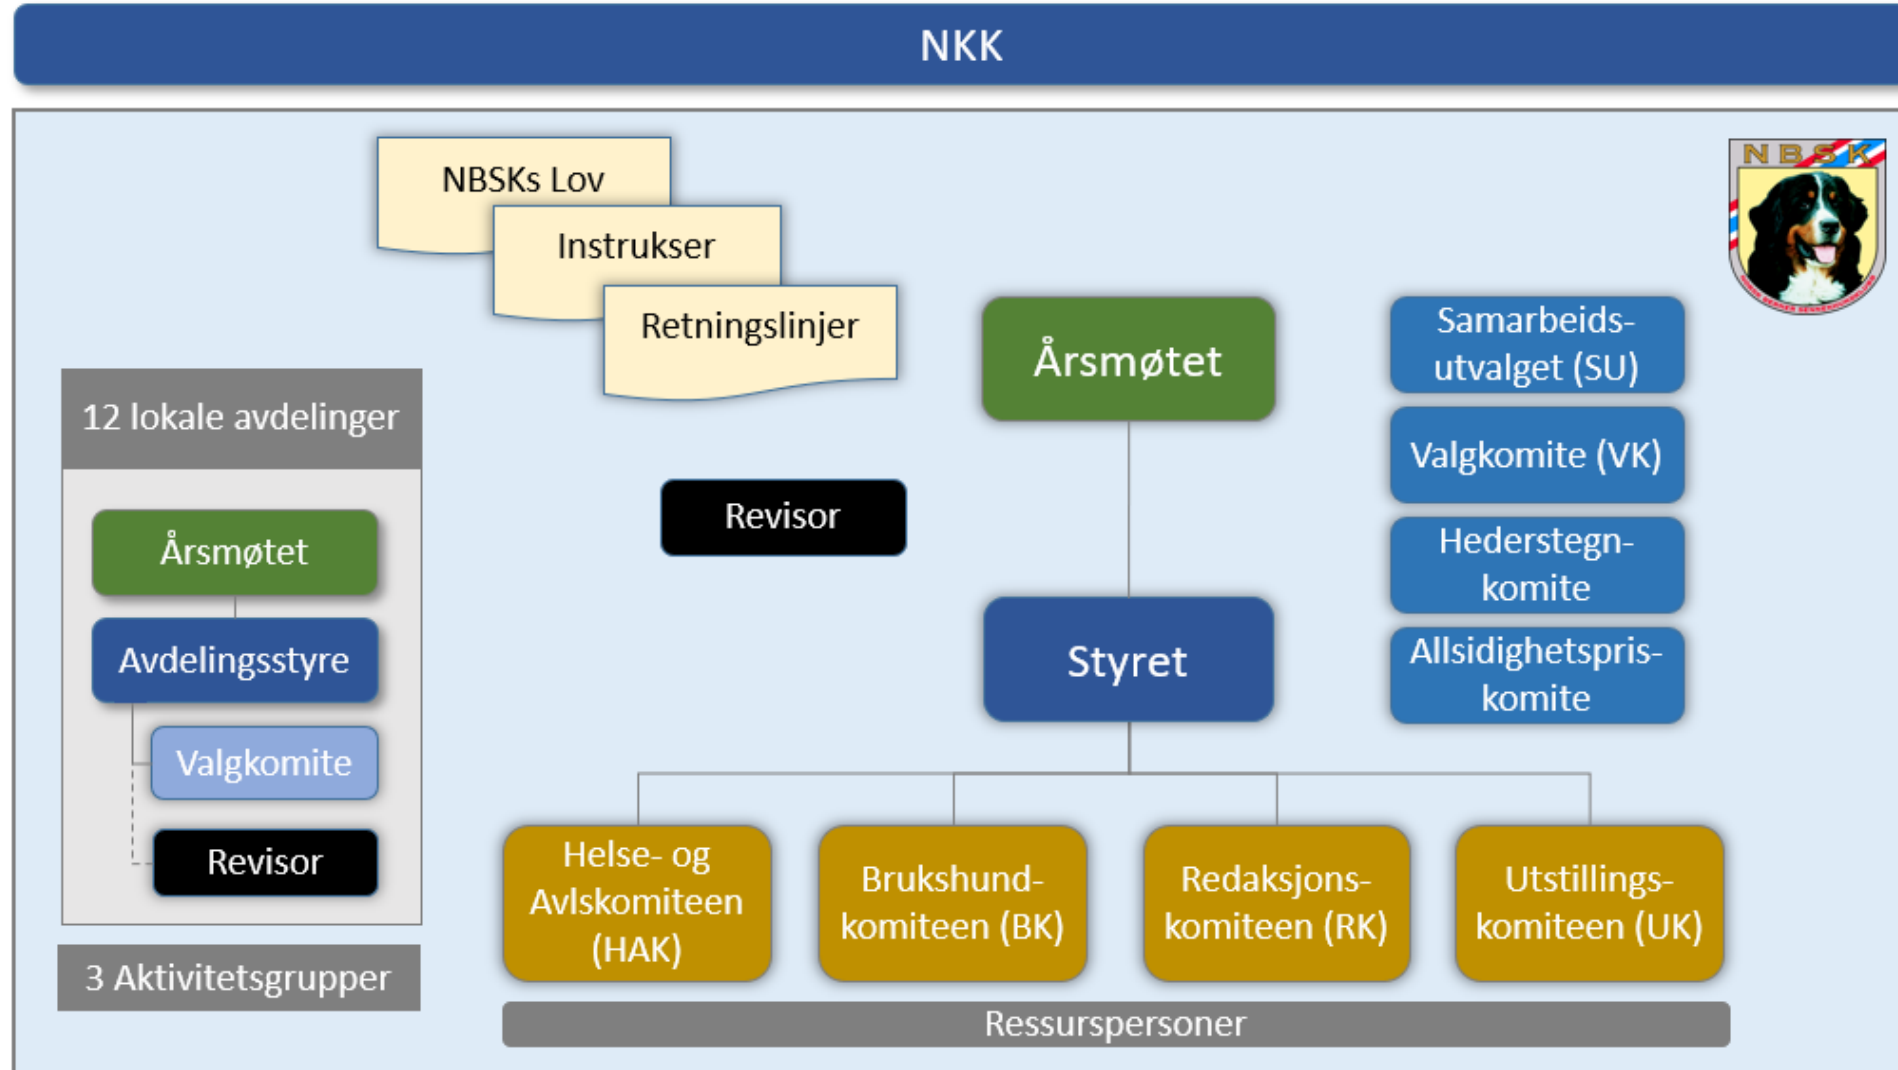 NKK
NBSKs Lov
Instrukser
Retningslinjer
NBSK
12 lokale avdelinger
Årsmøtet
Avdelingsstyre
Valgkomite
Revisor
3 Aktivitetsgrupper
Revisor
Årsmøtet
Styret
Samarbeids-
utvalget (SU)
Valgkomite (VK)
Hederstegn-
komite
Allsidighetspris-
komite
Helse- og
Avlskomiteen
(HAK)
Brukshund-
komiteen (BK)
Redaksjons-
komiteen (RK)
Utstillings-
komiteen (UK)
Ressurspersoner